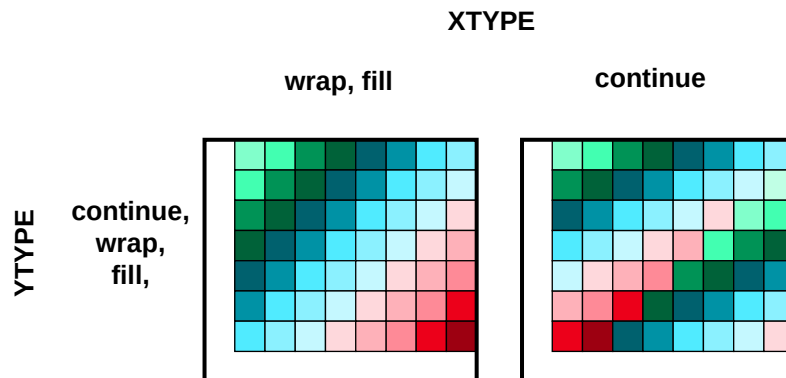 XTYPE
wrap, fill
continue
YTYPE
continue,
wrap,
fill,